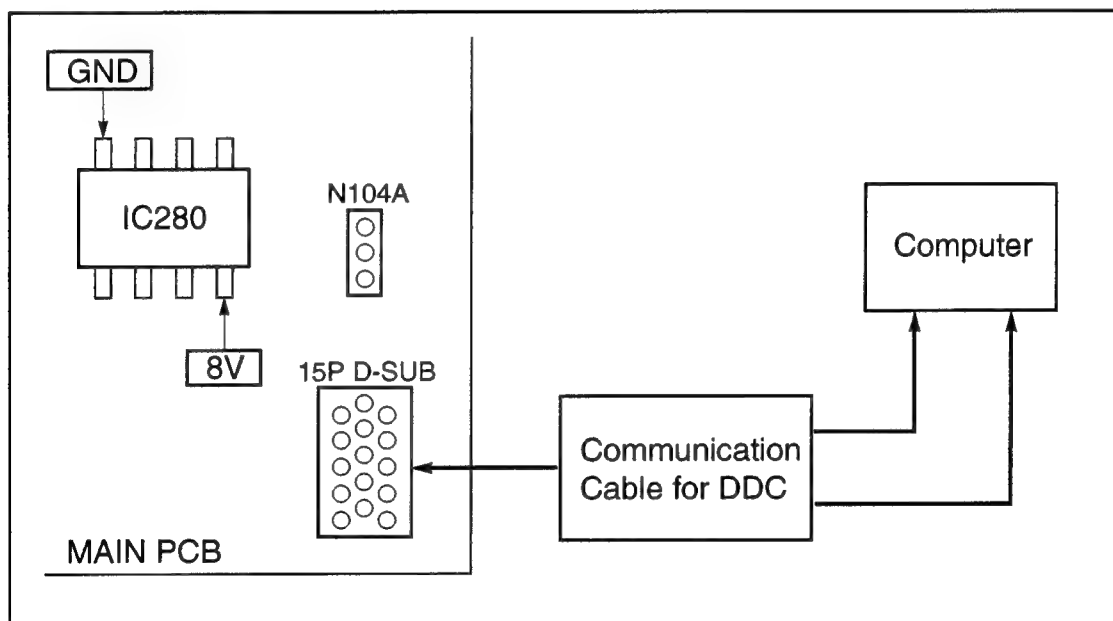 GND
IC280
8V
N104A
15P D-SUB
MAIN PCB
Communication
Cable for DDC
Computer